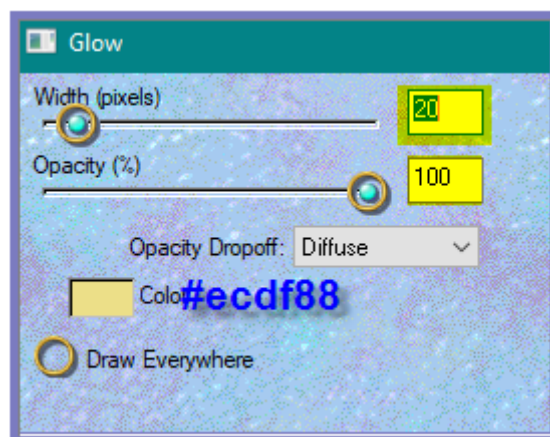 Glow
Width (pixels)
20
Opacity (%)
100
Opacity Dropoff: Diffuse
Colo #ecdf88
Draw Everywhere